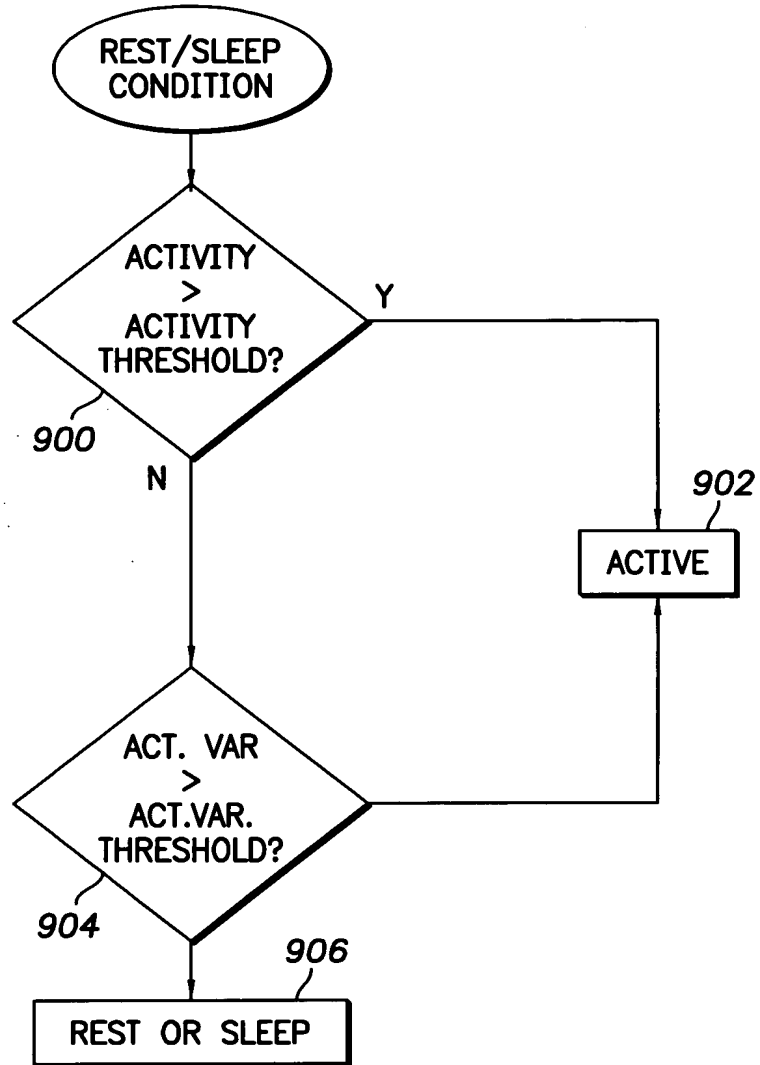 REST/SLEEP
CONDITION
ACTIVITY
>
ACTIVITY
THRESHOLD?
Y
900
N
902
ACTIVE
ACT. VAR
>
ACT.VAR.
THRESHOLD?
904
906
REST OR SLEEP